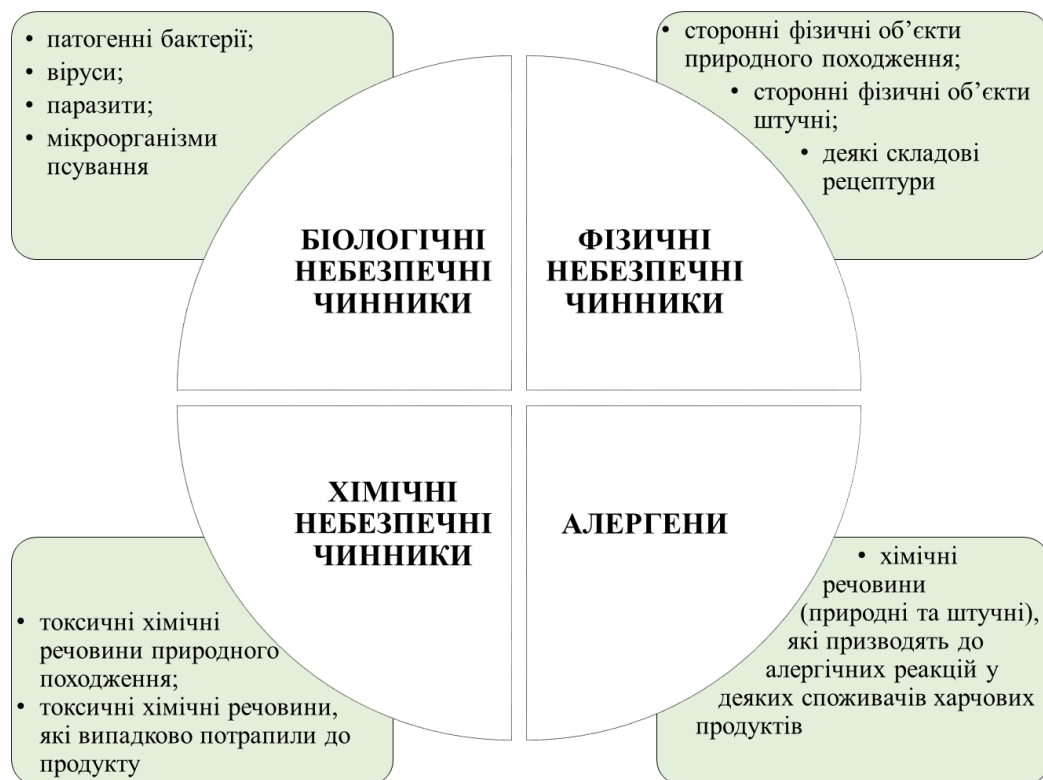 • патогенні бактерії;
• віруси;
• паразити;
• мікроорганізми
псування
• сторонні фізичні об’єкти
природного походження;
• сторонні фізичні об’єкти
штучні;
• деякі складові
рецептури
БІОЛОГІЧНІ
НЕБЕЗПЕЧНІ
ЧИННИКИ
ФІЗИЧНІ
НЕБЕЗПЕЧНІ
ЧИННИКИ
ХІМІЧНІ
НЕБЕЗПЕЧНІ
ЧИННИКИ
АЛЕРГЕНИ
• токсичні хімічні
речовини природного
походження;
• токсичні хімічні речовини,
які випадково потрапили до
продукту
• хімічні
речовини
(природні та штучні),
які призводять до
алергічних реакцій у
деяких споживачів харчових
продуктів